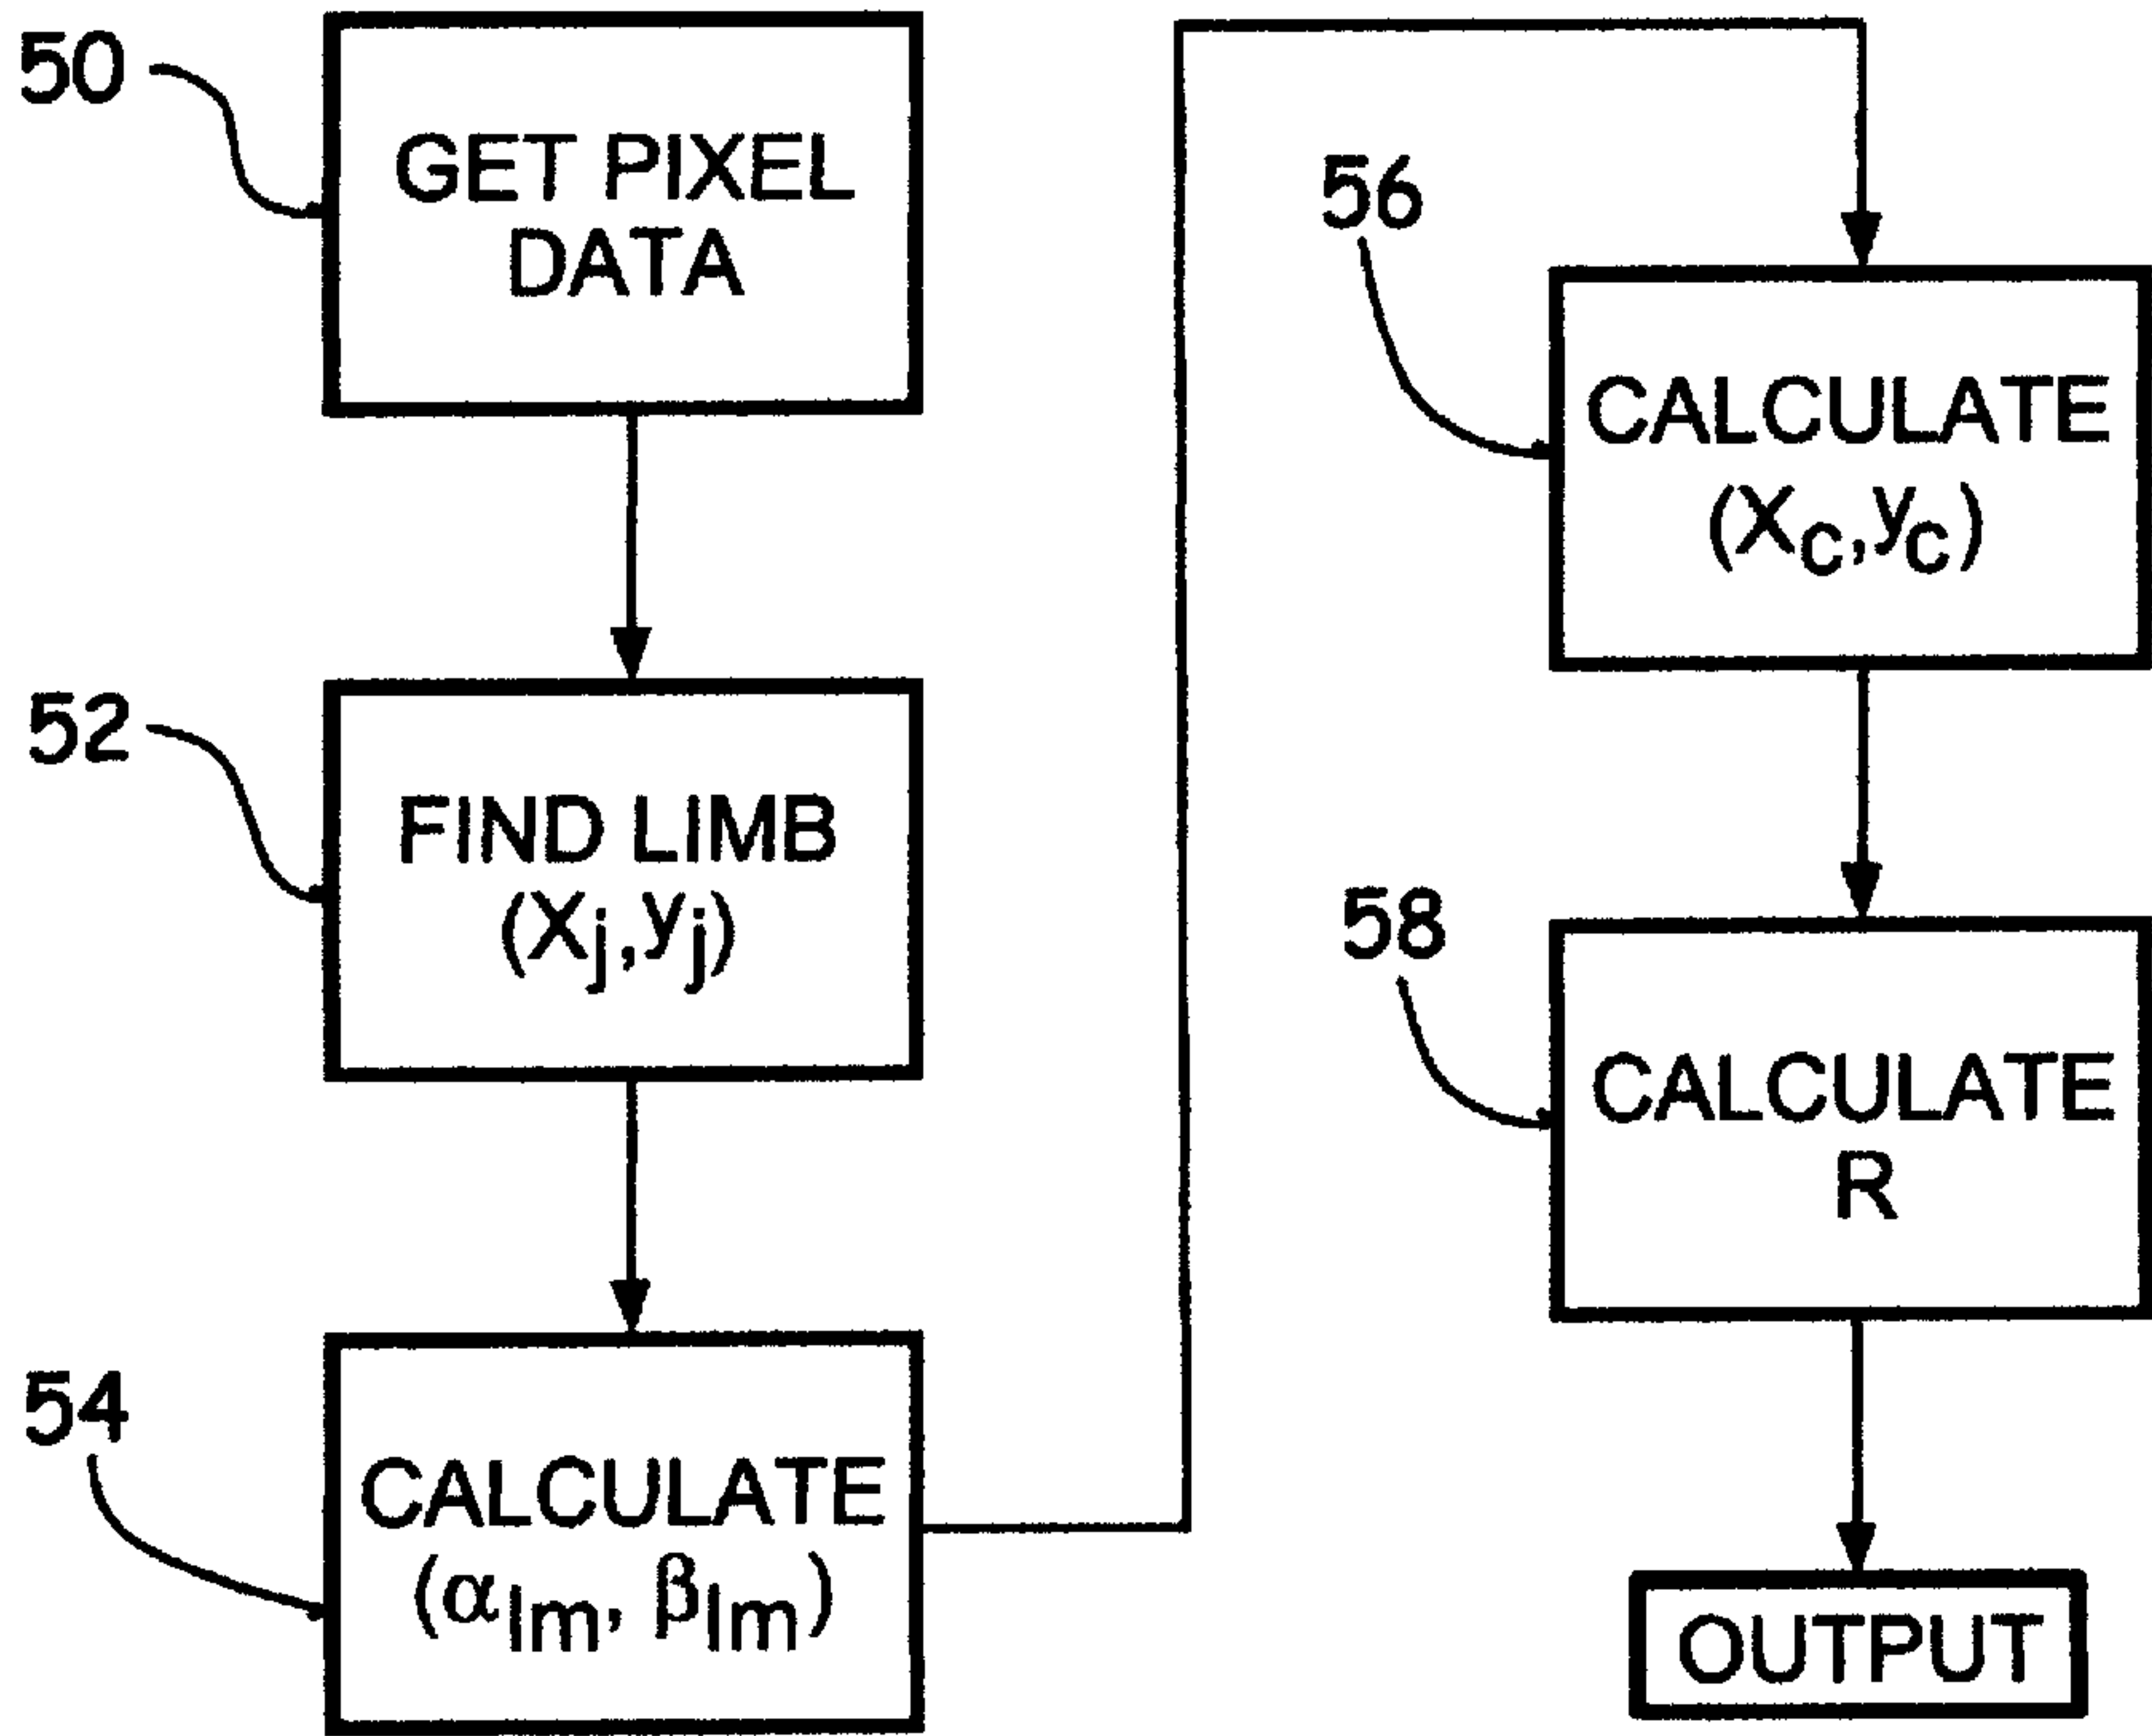 50
GET PIXEL
DATA
52
FIND LIMB
(Xj,yj)
54
CALCULATE
(αlm, βlm)
56
CALCULATE
(Xc,yc)
58
CALCULATE
R
OUTPUT